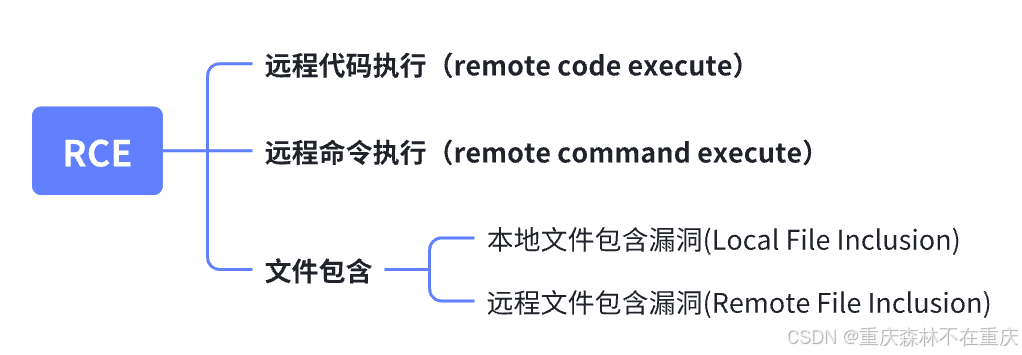 远程代码执行（remote code execute）
RCE
远程命令执行（remote command execute）
本地文件包含漏洞(Local File Inclusion)
文件包含
远程文件包含漏洞(Remote File Inclusion)
CSDN @重庆森林不在重庆